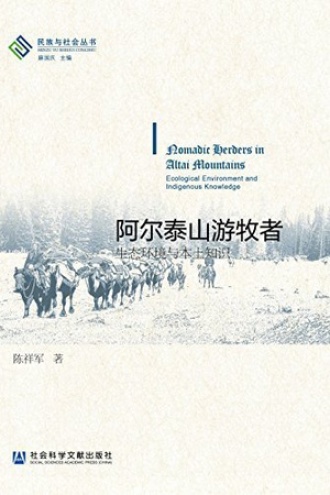 民族与社会丛书
麻国庆 主编
Nomadic Herders in
Altai Mountains
Ecological Environment and
Indigenous Knowledge
阿尔泰山游牧者
生态环境与本土知识
陈祥军 著
社会科学文献出版社
SOCIAL SCIENCES ACADEMIC PRESS (CHINA)